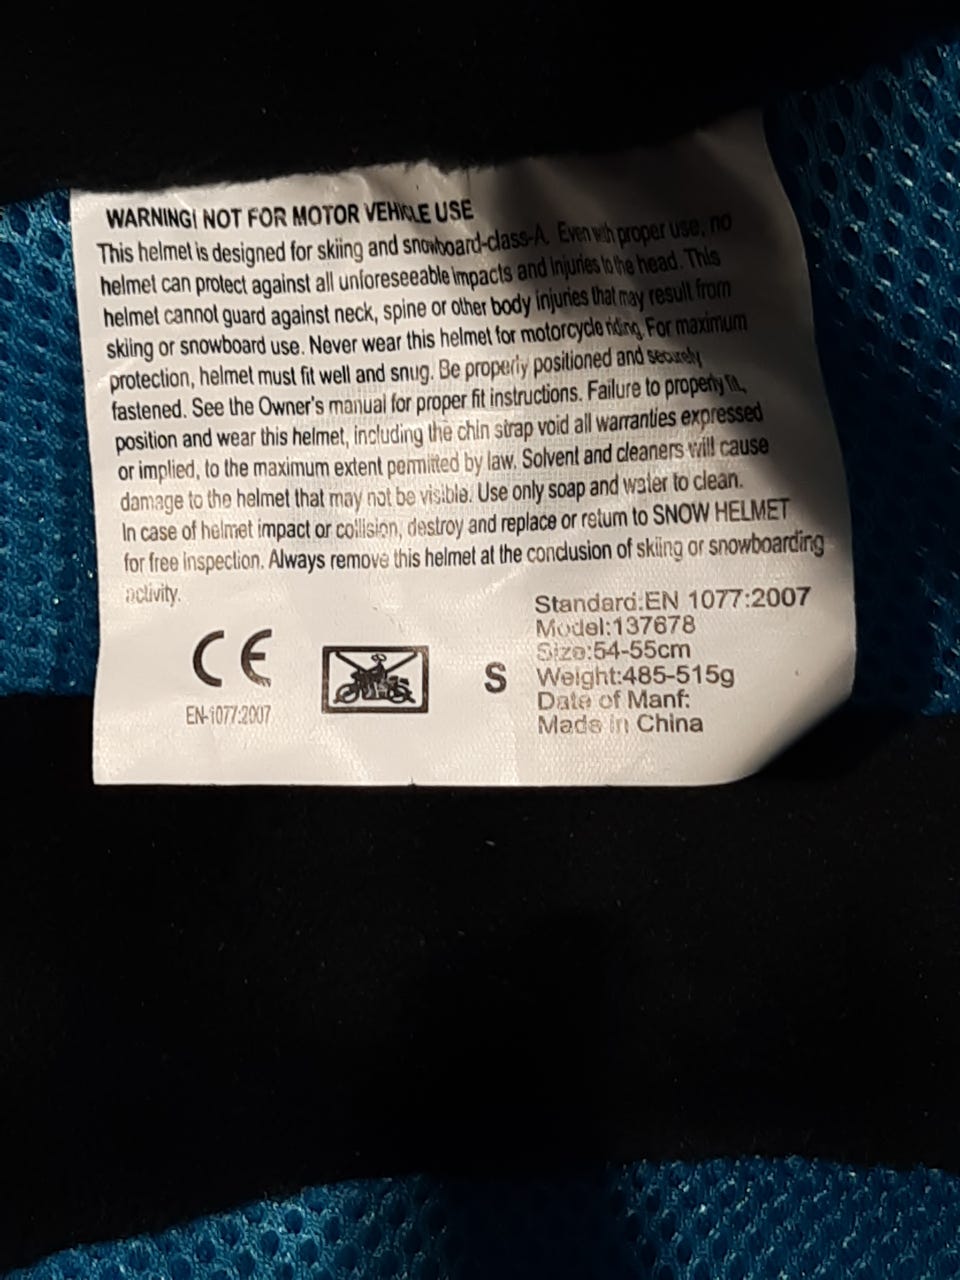 WARNING! NOT FOR MOTOR VEHICLE USE
This helmet is designed for skiing and snowboard-class-A. Even with proper use, no
helmet can protect against all unforeseeable impacts and injuries to the head. This
helmet cannot guard against neck, spine or other body injuries that may result from
skiing or snowboard use. Never wear this helmet for motorcycle riding. For maximum
protection, helmet must fit well and snug. Be properly positioned and securely
fastened. See the Owner's manual for proper fit instructions. Failure to properly fit,
position and wear this helmet, including the chin strap void all warranties expressed
or implied, to the maximum extent permitted by law. Solvent and cleaners will cause
damage to the helmet that may not be visible. Use only soap and water to clean.
In case of helmet impact or collision, destroy and replace or return to SNOW HELMET
for free inspection. Always remove this helmet at the conclusion of skiing or snowboarding
activity.
CE
EN-1077:2007
S
Standard:EN 1077:2007
Model:137678
Size:54-55cm
Weight:485-515g
Date of Manf:
Made in China